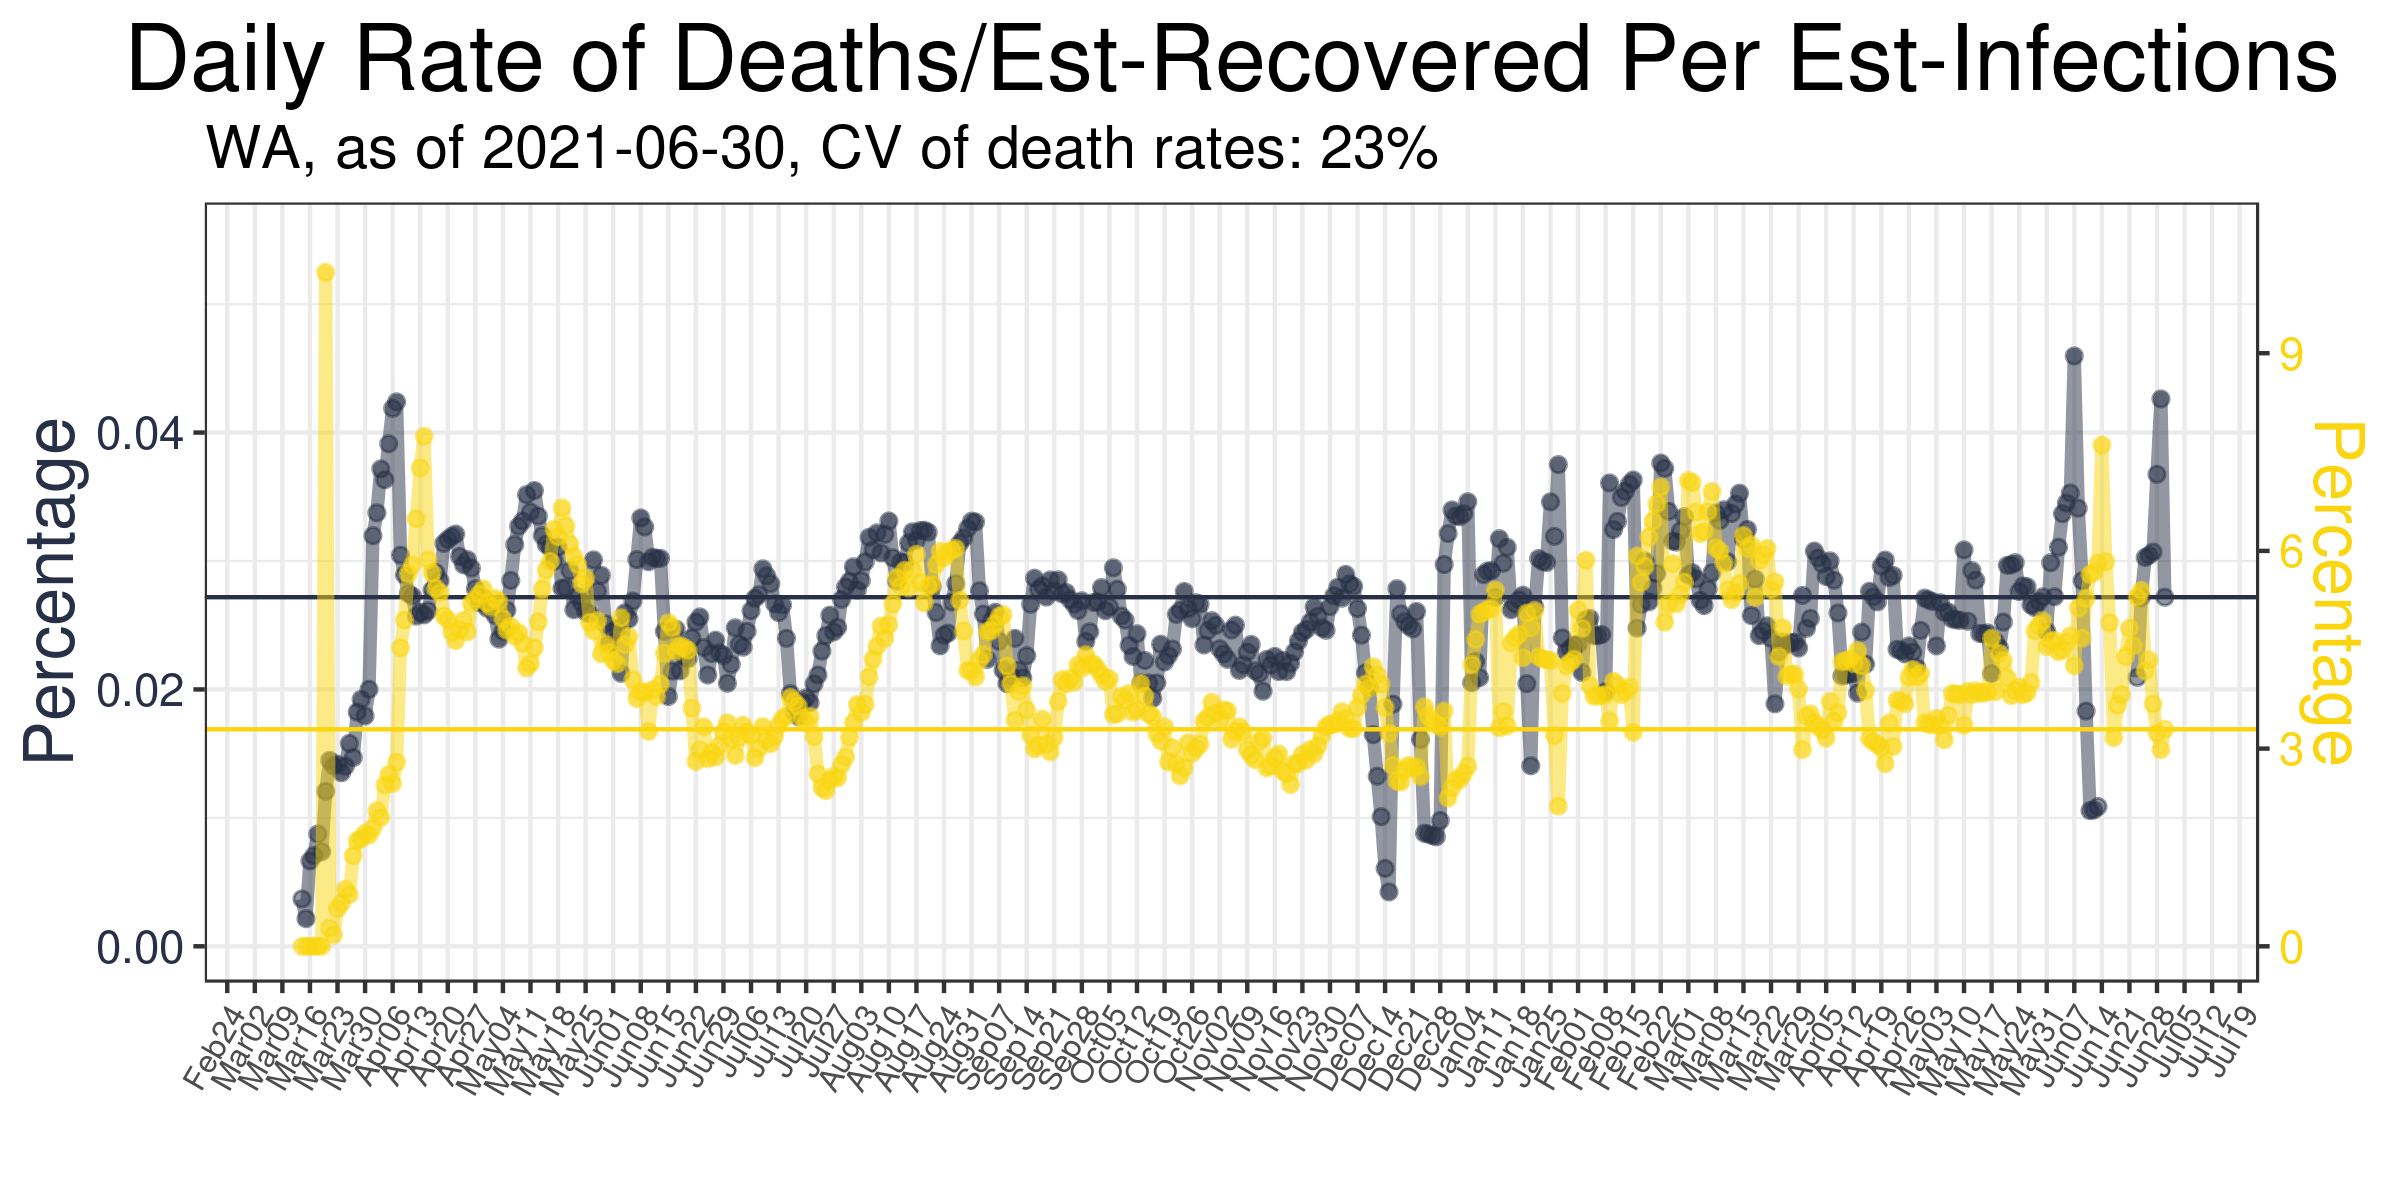 Daily Rate of Deaths/Est-Recovered Per Est-Infections
WA, as of 2021-06-30, CV of death rates: 23%
Percentage
0.04
0.02
0.00
9
6
3
0
Percentage
Feb24
Mar02
Mar09
Mar16
Mar23
Mar30
Apr06
Apr13
Apr20
Apr27
May04
May11
May18
May25
Jun01
Jun08
Jun15
Jun22
Jun29
Jul06
Jul13
Jul20
Jul27
Aug03
Aug10
Aug17
Aug24
Aug31
Sep07
Sep14
Sep21
Sep28
Oct05
Oct12
Oct19
Oct26
Nov02
Nov09
Nov16
Nov23
Nov30
Dec07
Dec14
Dec21
Dec28
Jan04
Jan11
Jan18
Jan25
Feb01
Feb08
Feb15
Feb22
Mar01
Mar08
Mar15
Mar22
Mar29
Apr05
Apr12
Apr19
Apr26
May03
May10
May17
May24
May31
Jun07
Jun14
Jun21
Jun28
Jul05
Jul12
Jul19